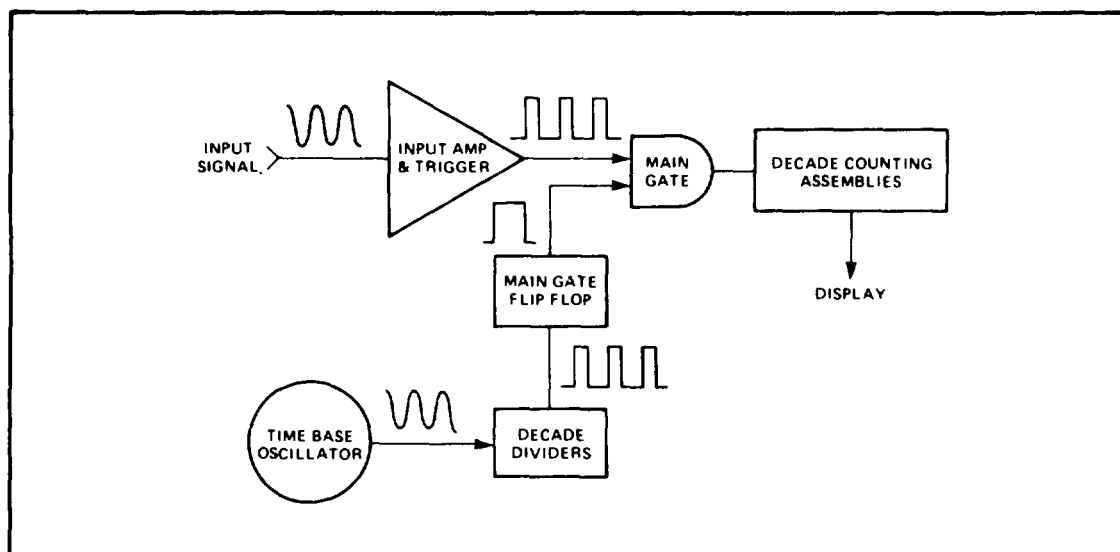 INPUT
SIGNAL
INPUT AMP
& TRIGGER
MAIN
GATE
DECADE COUNTING
ASSEMBLIES
MAIN GATE
FLIP FLOP
DISPLAY
TIME BASE
OSCILLATOR
DECADE
DIVIDERS